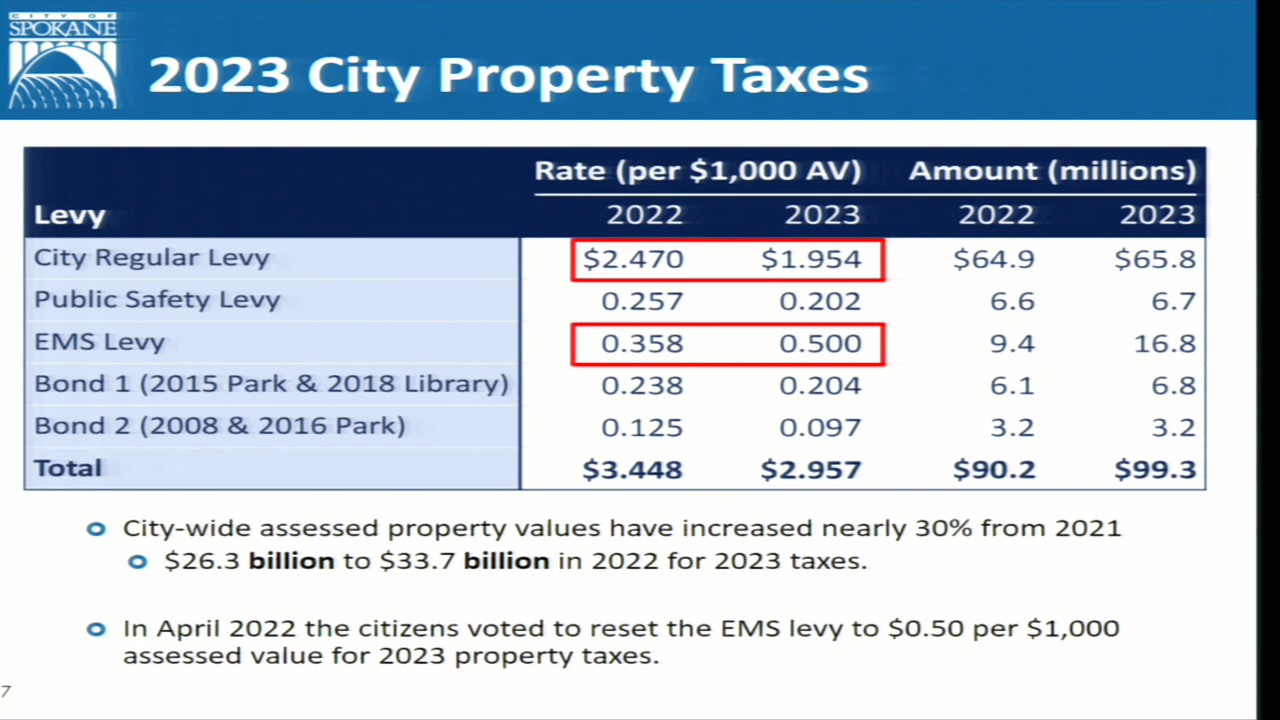 CITY OF
SPOKANE
2023 City Property Taxes
Rate (per $1,000 AV) Amount (millions)
Levy 2022 2023 2022 2023
City Regular Levy $2.470 $1.954 $64.9 $65.8
Public Safety Levy 0.257 0.202 6.6 6.7
EMS Levy 0.358 0.500 9.4 16.8
Bond 1 (2015 Park & 2018 Library) 0.238 0.204 6.1 6.8
Bond 2 (2008 & 2016 Park) 0.125 0.097 3.2 3.2
Total $3.448 $2.957 $90.2 $99.3
City-wide assessed property values have increased nearly 30% from 2021
$26.3 billion to $33.7 billion in 2022 for 2023 taxes.
In April 2022 the citizens voted to reset the EMS levy to $0.50 per $1,000
assessed value for 2023 property taxes.
7